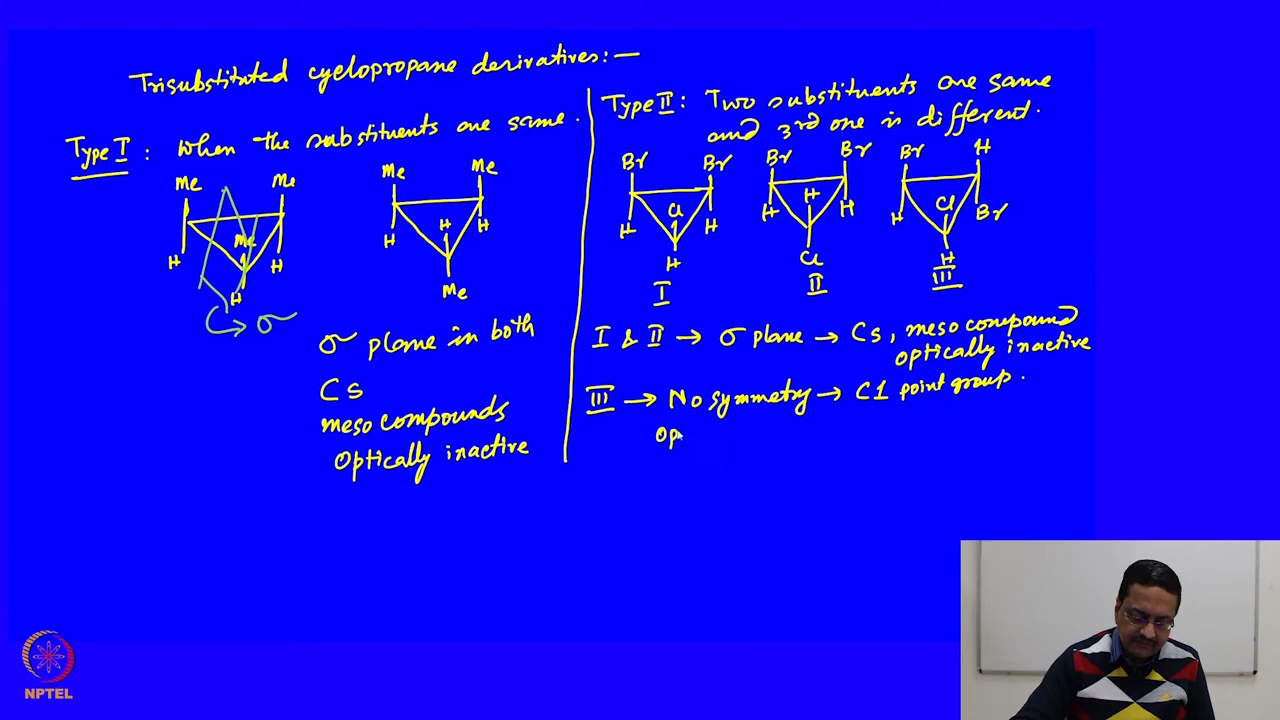 Trisubstituted cyclopropane derivatives: —
Type I : When the substituents are same.
Me Me Me Me
Me H
H H H H
H Me
σ
σ plane in both
Cs
meso compounds
Optically inactive
Type II : Two substituents are same
and 3rd one is different.
Br Br Br Br Br H
Cl H Cl
H H H H H Br
H Cl H
I II III
I & II → σ plane → Cs, meso compound
optically inactive
III → No symmetry → C1 point group.
Op
NPTEL